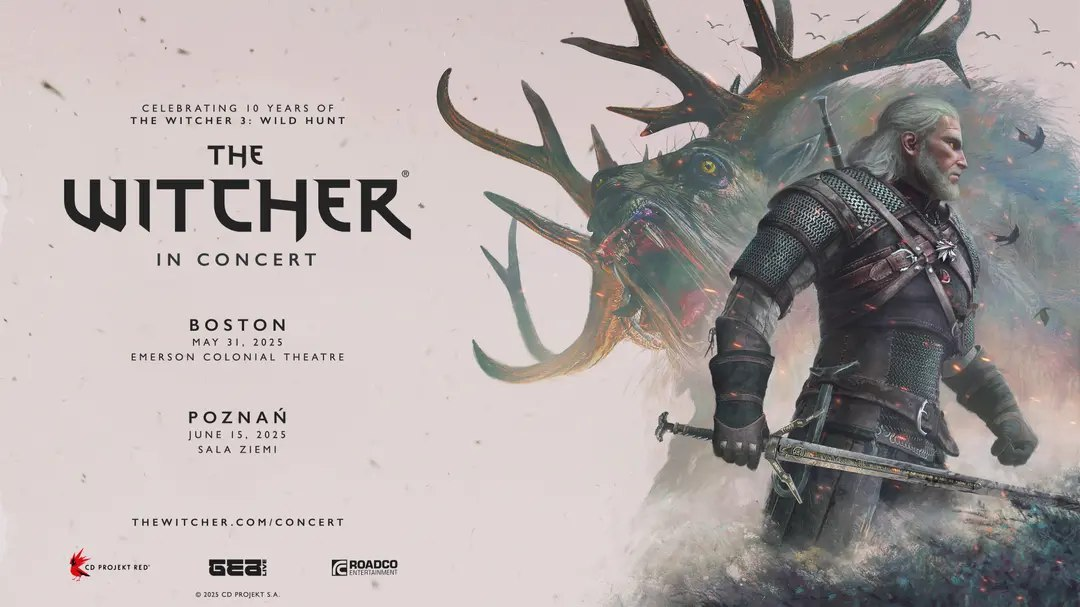 CELEBRATING 10 YEARS OF
THE WITCHER 3: WILD HUNT
THE
WITCHER®
IN CONCERT
BOSTON
MAY 31, 2025
EMERSON COLONIAL THEATRE
POZNAŃ
JUNE 15, 2025
SALA ZIEMI
THEWITCHER.COM/CONCERT
CD PROJEKT RED®
GEA LIVE
RC ROADCO
ENTERTAINMENT
© 2025 CD PROJEKT S.A.